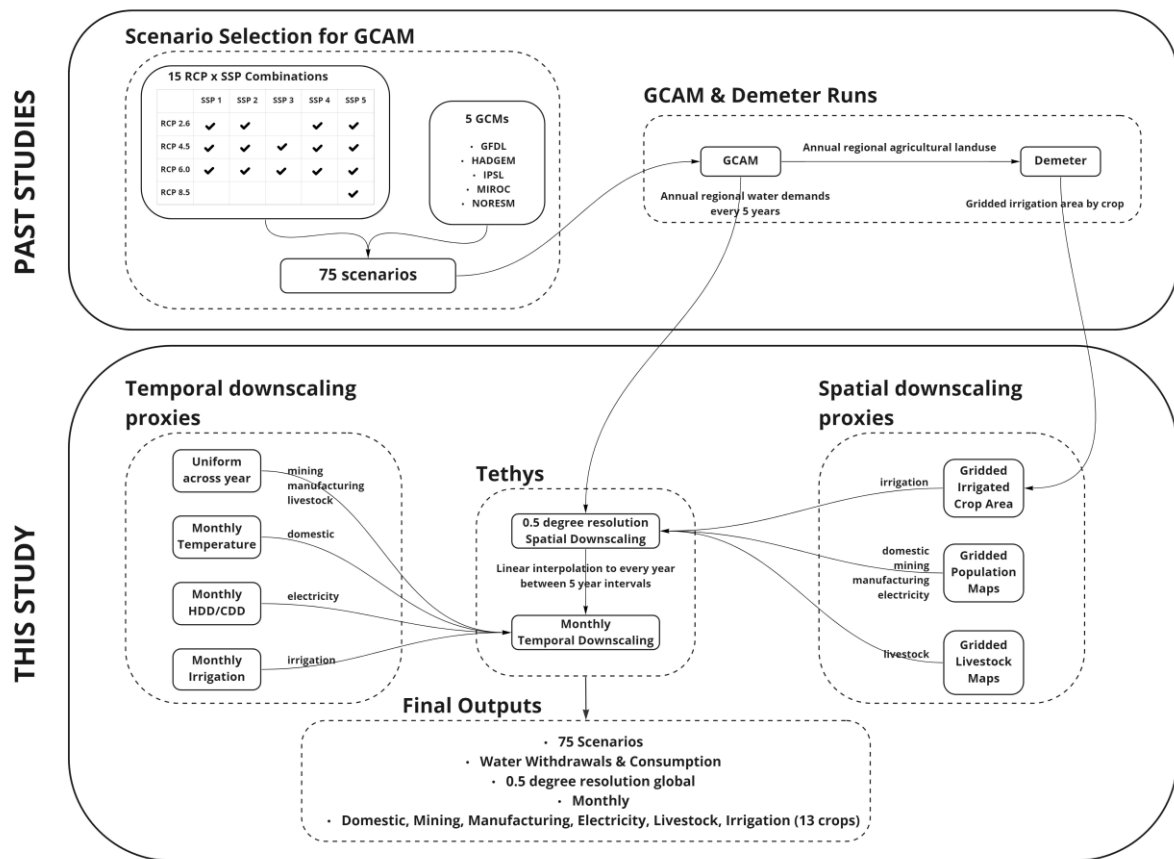 PAST STUDIES
Scenario Selection for GCAM
15 RCP x SSP Combinations
SSP 1 SSP 2 SSP 3 SSP 4 SSP 5
RCP 2.6 ✓ ✓ ✓ ✓
RCP 4.5 ✓ ✓ ✓ ✓ ✓
RCP 6.0 ✓ ✓ ✓ ✓ ✓
RCP 8.5 ✓
5 GCMs
• GFDL
• HADGEM
• IPSL
• MIROC
• NORESM
75 scenarios
GCAM & Demeter Runs
GCAM
Annual regional agricultural landuse
Demeter
Annual regional water demands
every 5 years
Gridded irrigation area by crop
THIS STUDY
Temporal downscaling
proxies
Uniform
across year
mining
manufacturing
livestock
Monthly
Temperature
domestic
Monthly
HDD/CDD
electricity
Monthly
Irrigation
irrigation
Tethys
0.5 degree resolution
Spatial Downscaling
Linear interpolation to every year
between 5 year intervals
Monthly
Temporal Downscaling
Spatial downscaling
proxies
irrigation
Gridded
Irrigated
Crop Area
domestic
mining
manufacturing
electricity
Gridded
Population
Maps
livestock
Gridded
Livestock
Maps
Final Outputs
• 75 Scenarios
• Water Withdrawals & Consumption
• 0.5 degree resolution global
• Monthly
• Domestic, Mining, Manufacturing, Electricity, Livestock, Irrigation (13 crops)